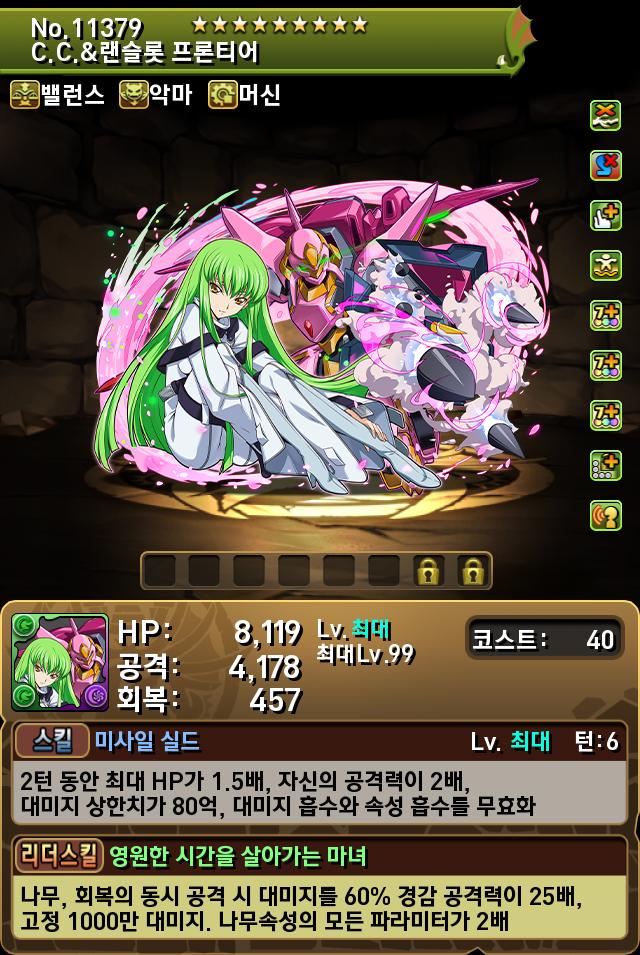 No.11379
C.C.&랜슬롯 프론티어
밸런스 악마 머신
HP: 8,119
공격: 4,178
회복: 457
Lv.최대
최대Lv.99
코스트: 40
스킬 미사일 실드 Lv. 최대 턴:6
2턴 동안 최대 HP가 1.5배, 자신의 공격력이 2배,
대미지 상한치가 80억, 대미지 흡수와 속성 흡수를 무효화
리더스킬 영원한 시간을 살아가는 마녀
나무, 회복의 동시 공격 시 대미지를 60% 경감 공격력이 25배,
고정 1000만 대미지. 나무속성의 모든 파라미터가 2배
7+
7+
7+